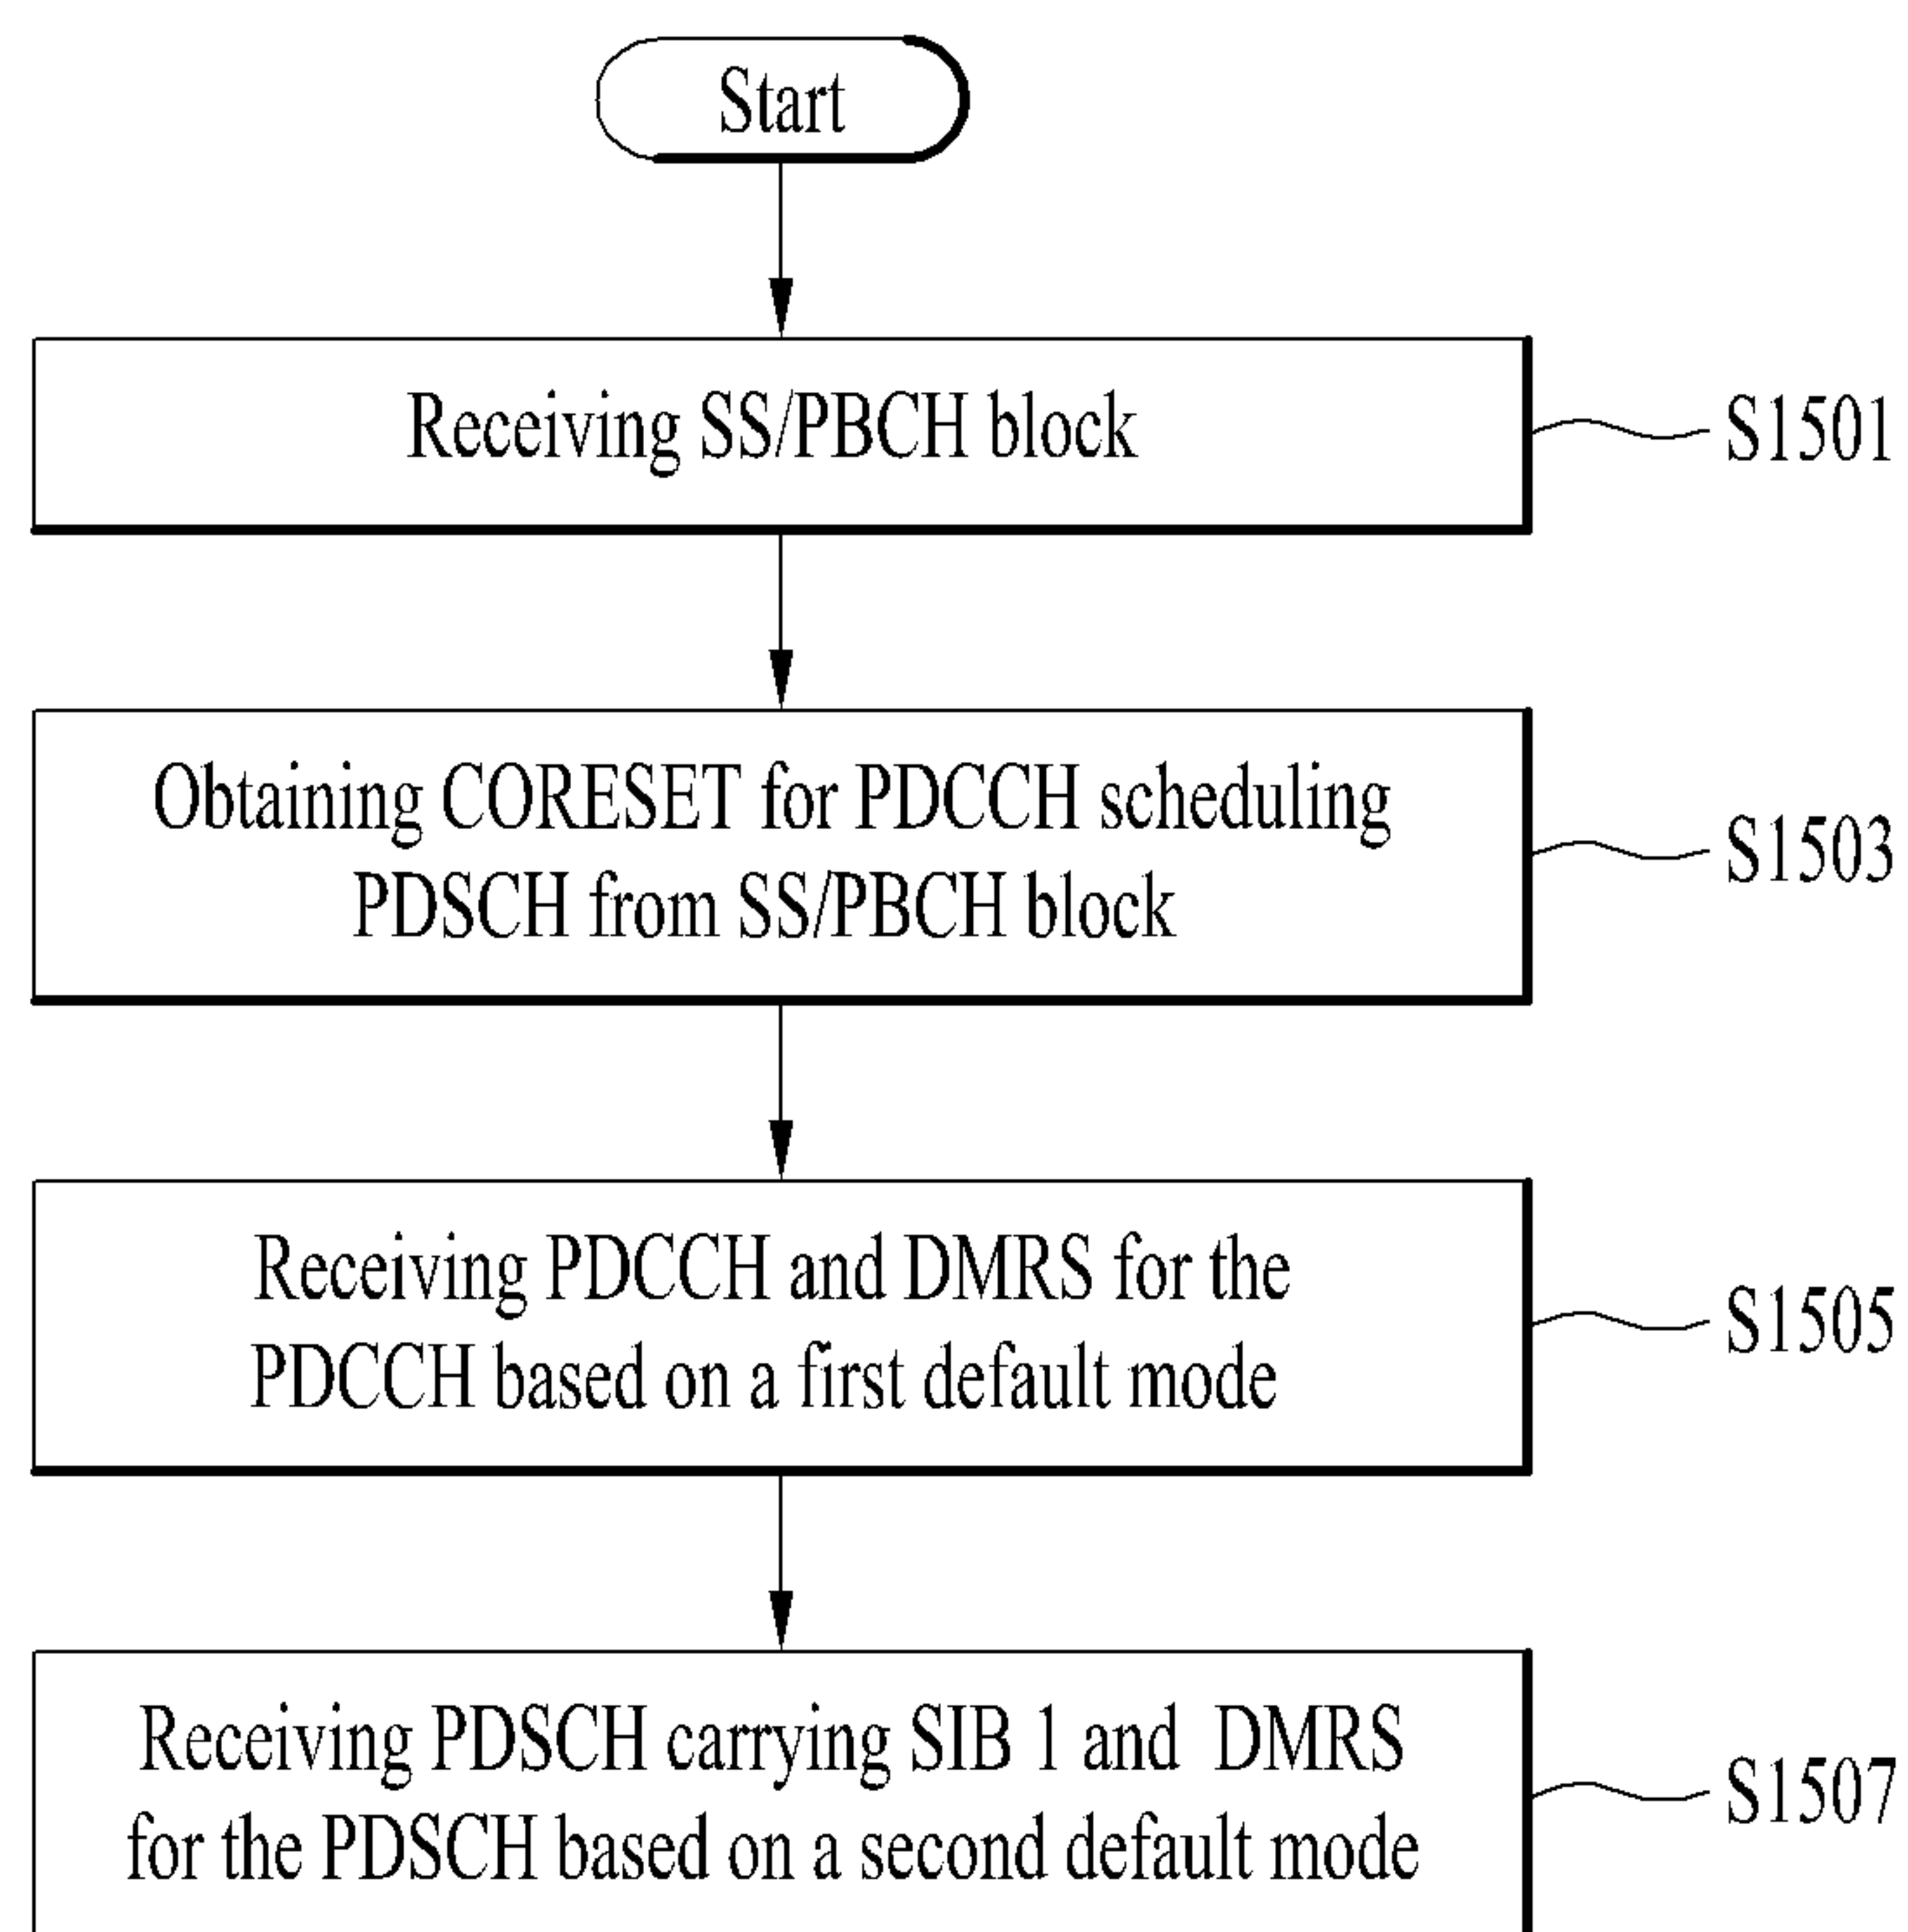 Start
Receiving SS/PBCH block
S1501
Obtaining CORESET for PDCCH scheduling
PDSCH from SS/PBCH block
S1503
Receiving PDCCH and DMRS for the
PDCCH based on a first default mode
S1505
Receiving PDSCH carrying SIB 1 and DMRS
for the PDSCH based on a second default mode
S1507